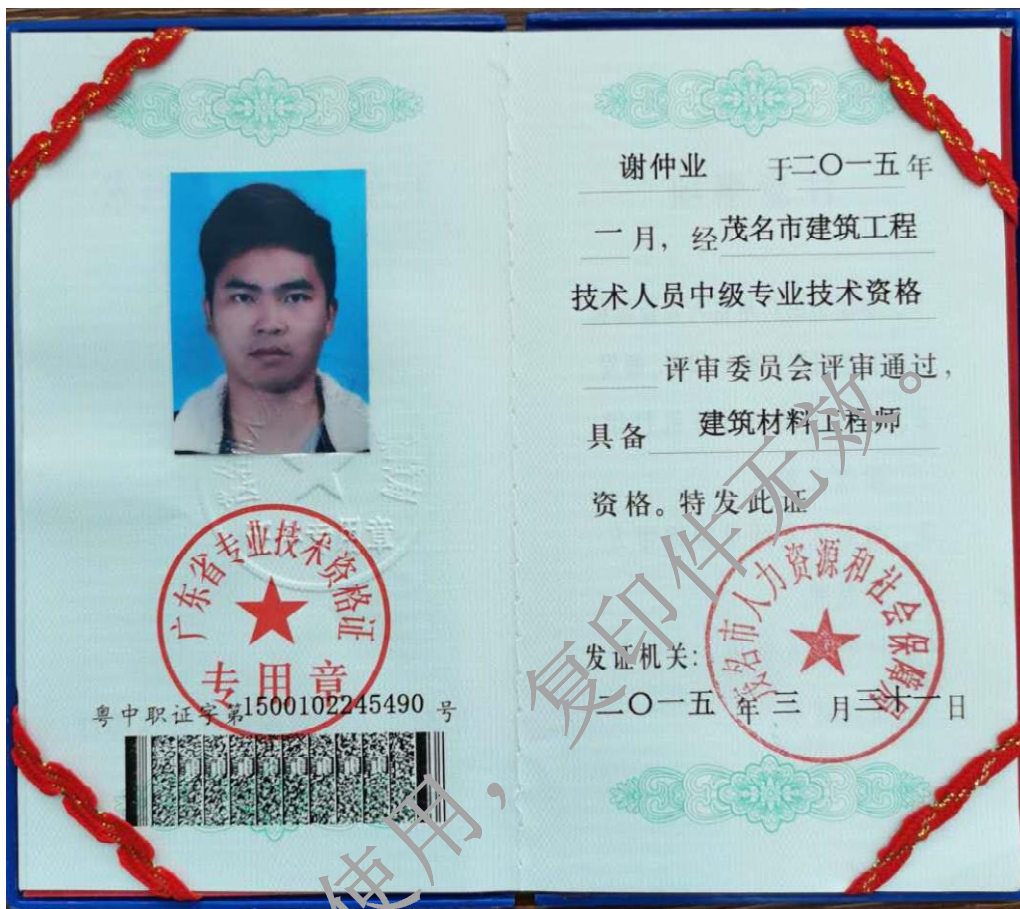 广东省专业技术资格证
专用章
粤中职证字第1500102245490号
谢仲业 于二〇一五年
一月，经茂名市建筑工程
技术人员中级专业技术资格
评审委员会评审通过，
具备 建筑材料工程师
资格。特发此证
茂名市人力资源和社会保障局
发证机关：
二〇一五年三月三十一日
使用，复印件无效。